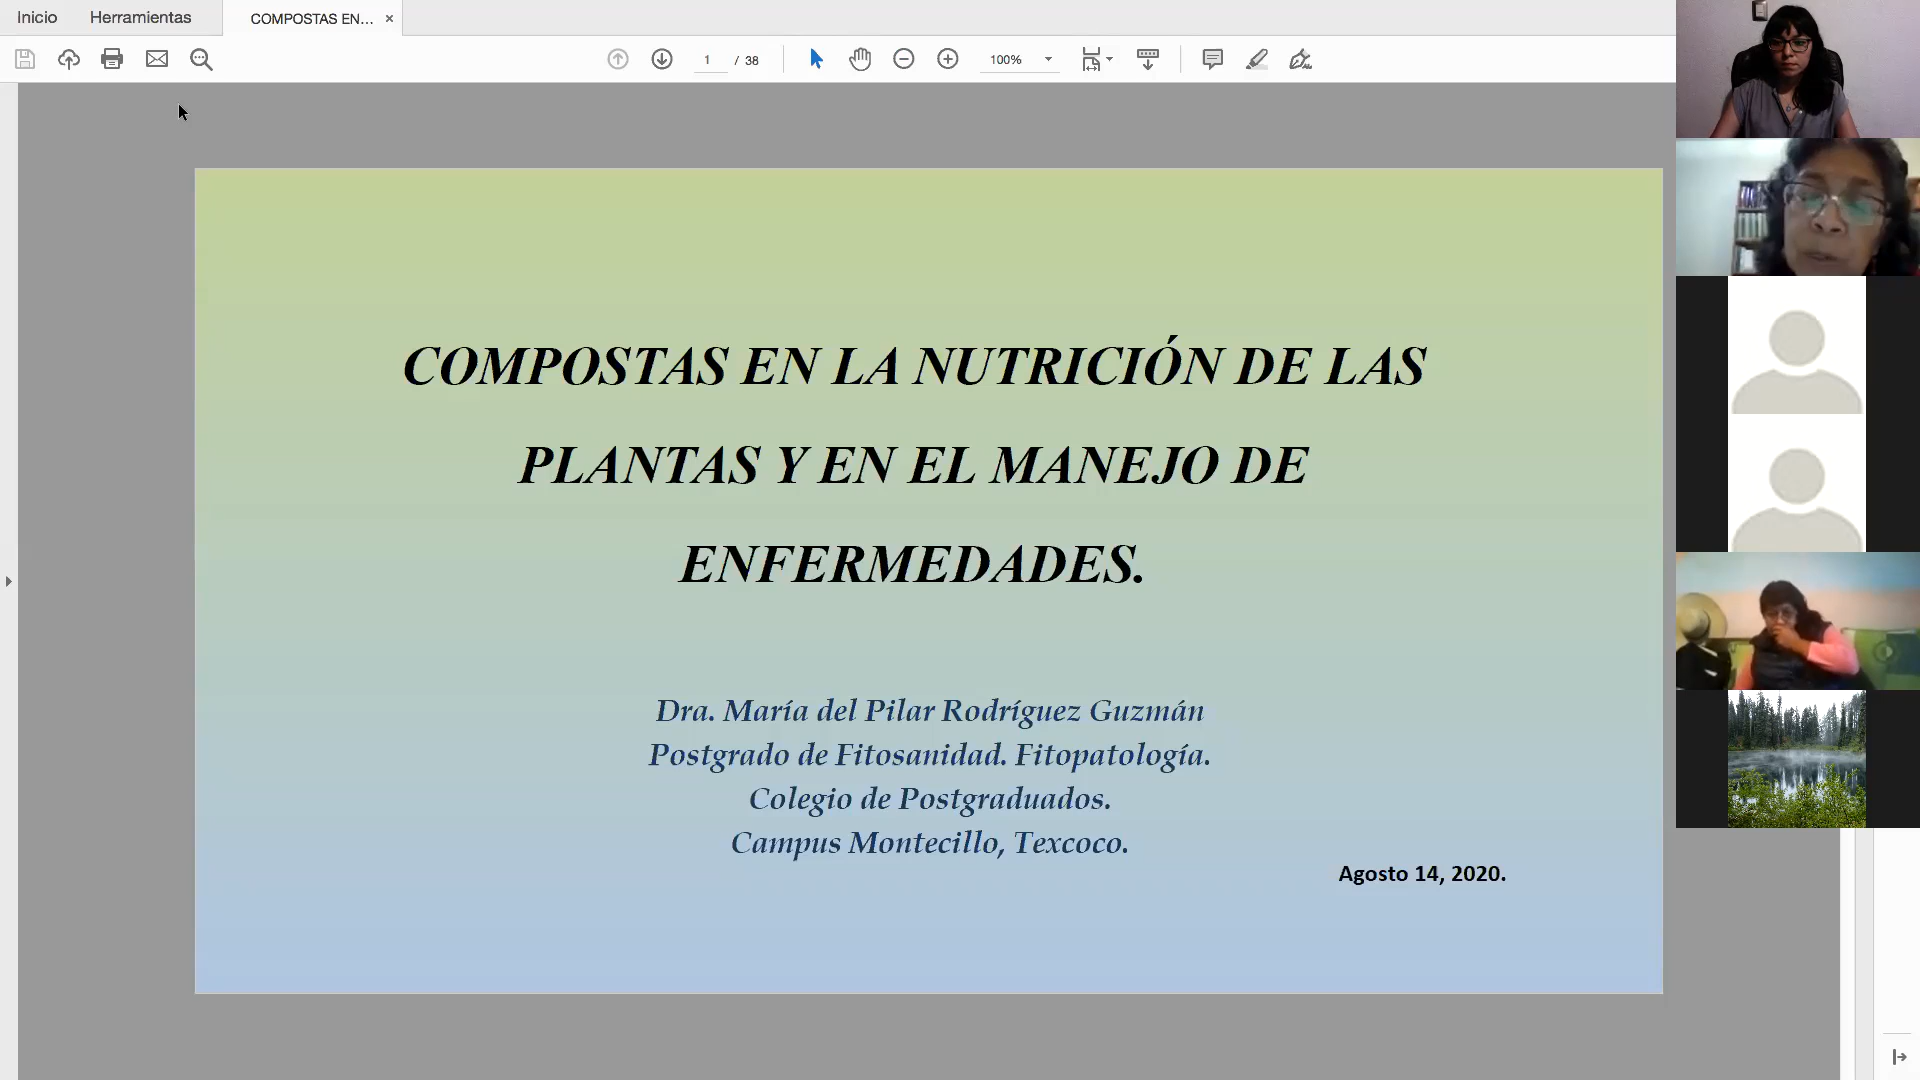 Inicio
Herramientas
COMPOSTAS EN...
1 / 38
100%
COMPOSTAS EN LA NUTRICIÓN DE LAS
PLANTAS Y EN EL MANEJO DE
ENFERMEDADES.
Dra. María del Pilar Rodríguez Guzmán
Postgrado de Fitosanidad. Fitopatología.
Colegio de Postgraduados.
Campus Montecillo, Texcoco.
Agosto 14, 2020.